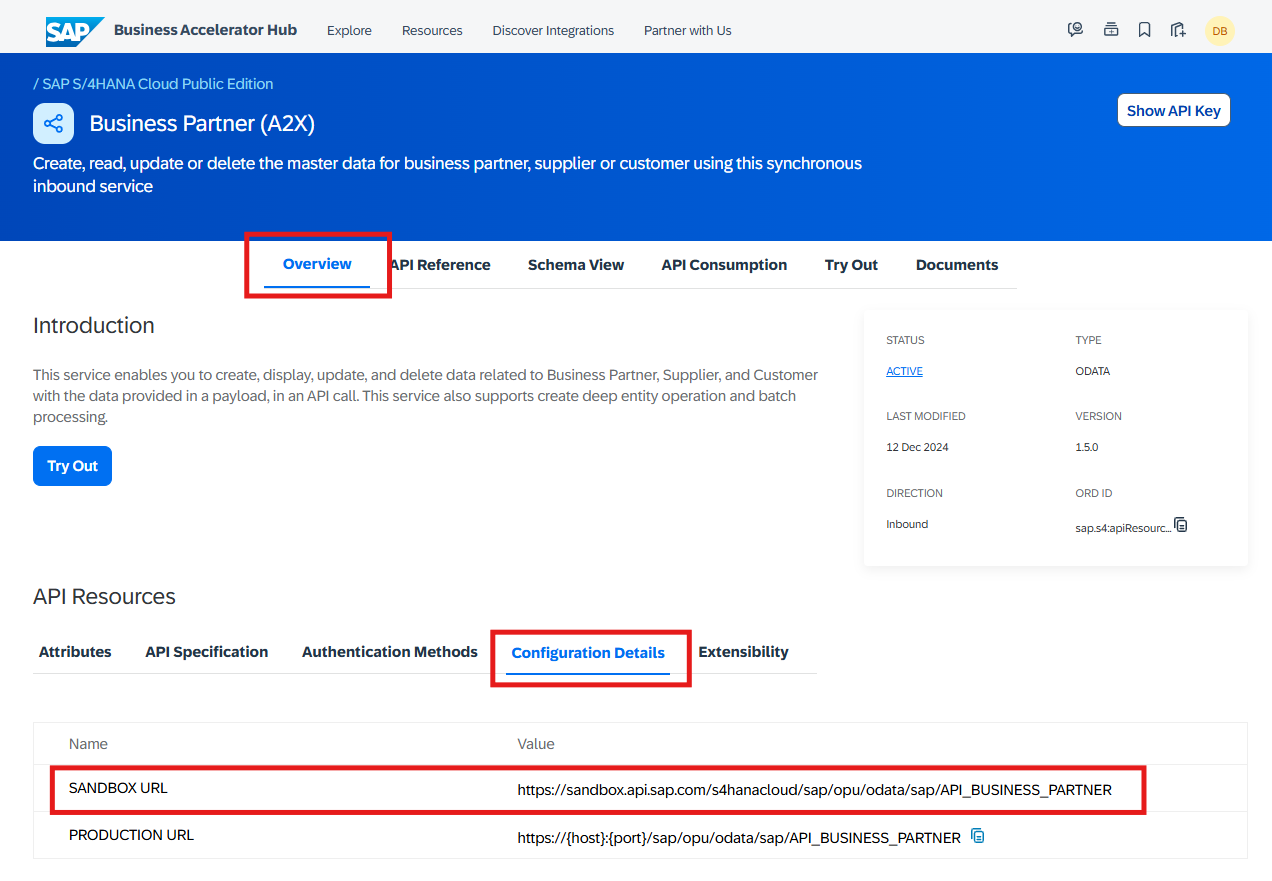 SAP Business Accelerator Hub Explore Resources Discover Integrations Partner with Us DB
/ SAP S/4HANA Cloud Public Edition
Business Partner (A2X)
Show API Key
Create, read, update or delete the master data for business partner, supplier or customer using this synchronous
inbound service
Overview API Reference Schema View API Consumption Try Out Documents
Introduction
This service enables you to create, display, update, and delete data related to Business Partner, Supplier, and Customer
with the data provided in a payload, in an API call. This service also supports create deep entity operation and batch
processing.
Try Out
STATUS TYPE
ACTIVE ODATA
LAST MODIFIED VERSION
12 Dec 2024 1.5.0
DIRECTION ORD ID
Inbound sap.s4:apiResourc...
API Resources
Attributes API Specification Authentication Methods Configuration Details Extensibility
Name Value
SANDBOX URL https://sandbox.api.sap.com/s4hanacloud/sap/opu/odata/sap/API_BUSINESS_PARTNER
PRODUCTION URL https://{host}:{port}/sap/opu/odata/sap/API_BUSINESS_PARTNER